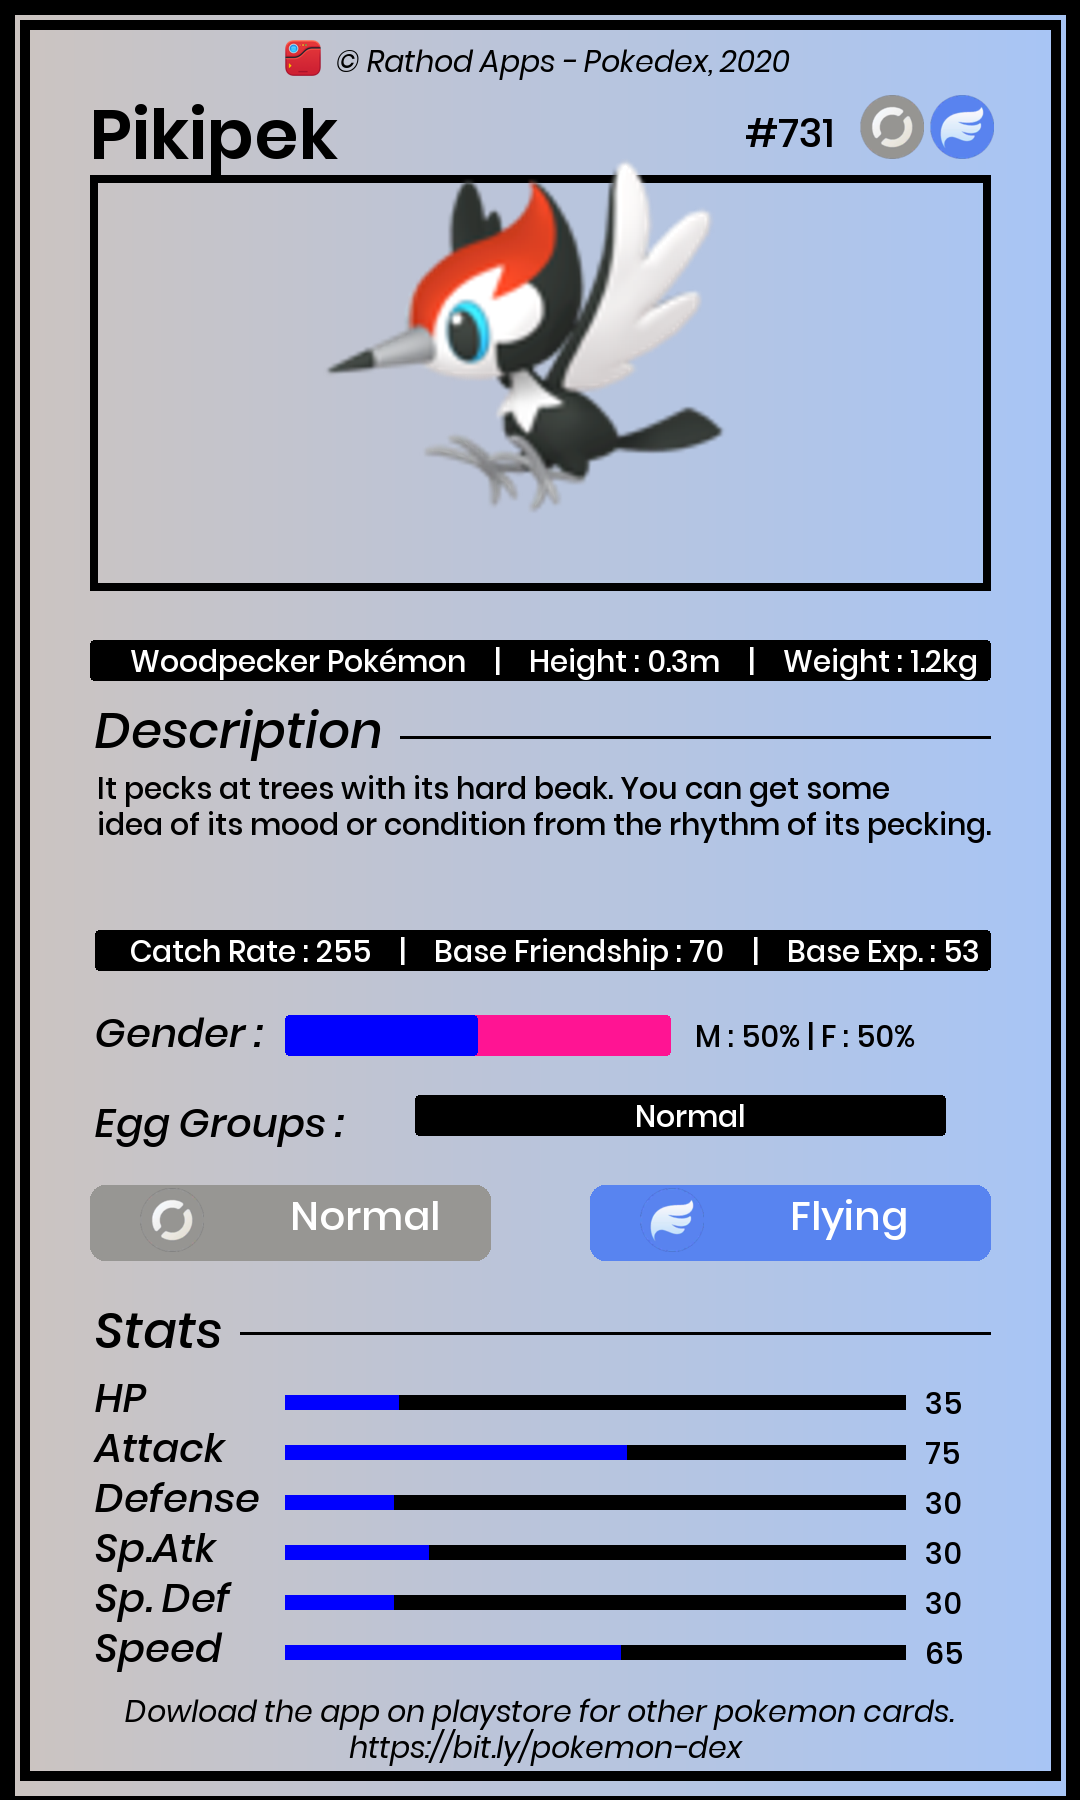 © Rathod Apps - Pokedex, 2020
Pikipek #731
Woodpecker Pokémon | Height : 0.3m | Weight : 1.2kg
Description
It pecks at trees with its hard beak. You can get some
idea of its mood or condition from the rhythm of its pecking.
Catch Rate : 255 | Base Friendship : 70 | Base Exp. : 53
Gender : M : 50% | F : 50%
Egg Groups : Normal
Normal Flying
Stats
HP 35
Attack 75
Defense 30
Sp.Atk 30
Sp. Def 30
Speed 65
Dowload the app on playstore for other pokemon cards.
https://bit.ly/pokemon-dex